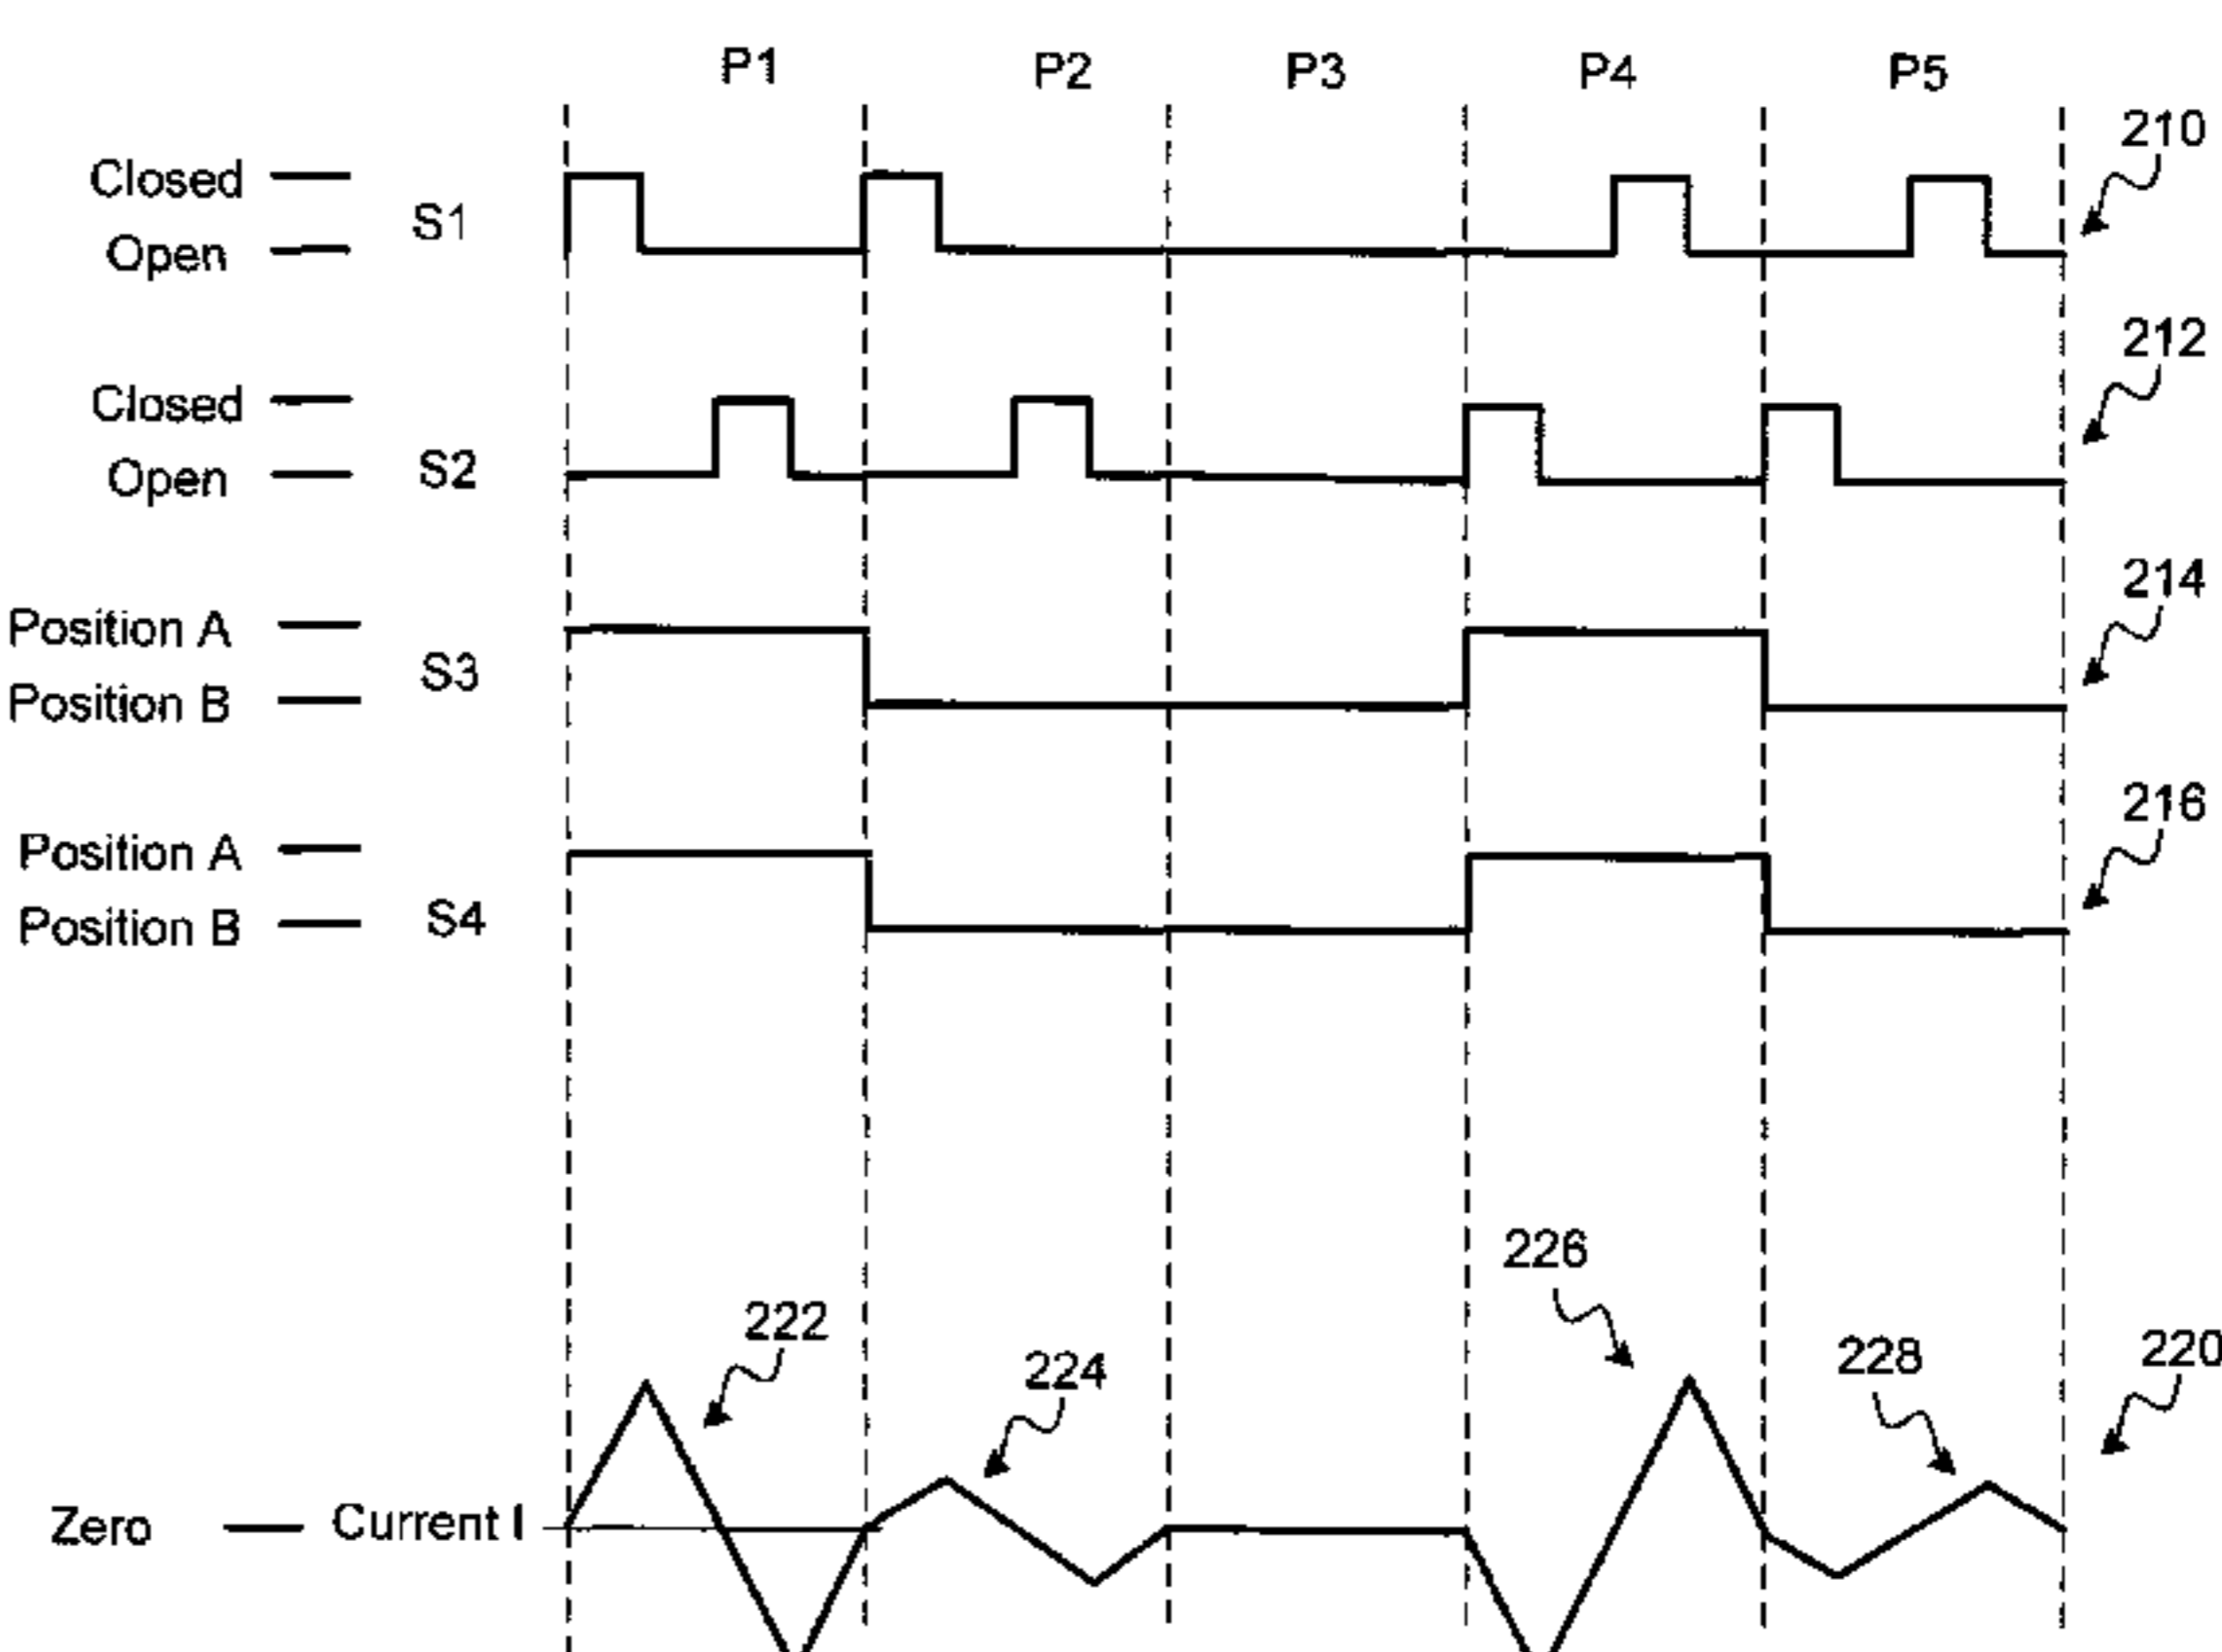 P1 P2 P3 P4 P5
210
Closed
S1
Open
212
Closed
Open S2
214
Position A
S3
Position B
216
Position A
Position B S4
226
222
224
228
220
Zero Current I